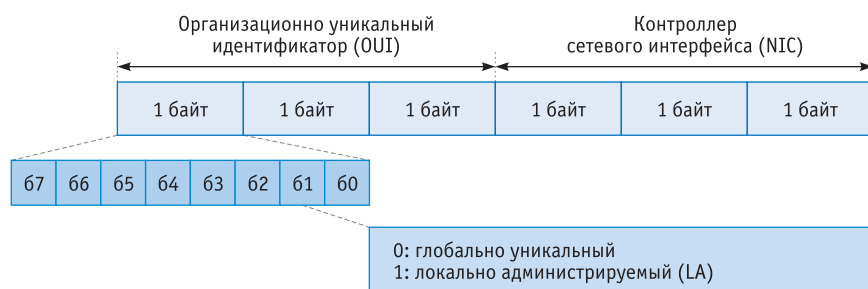 Организационно уникальный
идентификатор (OUI)
Контроллер
сетевого интерфейса (NIC)
1 байт 1 байт 1 байт 1 байт 1 байт 1 байт
б7 б6 б5 б4 б3 б2 б1 б0
0: глобально уникальный
1: локально администрируемый (LA)